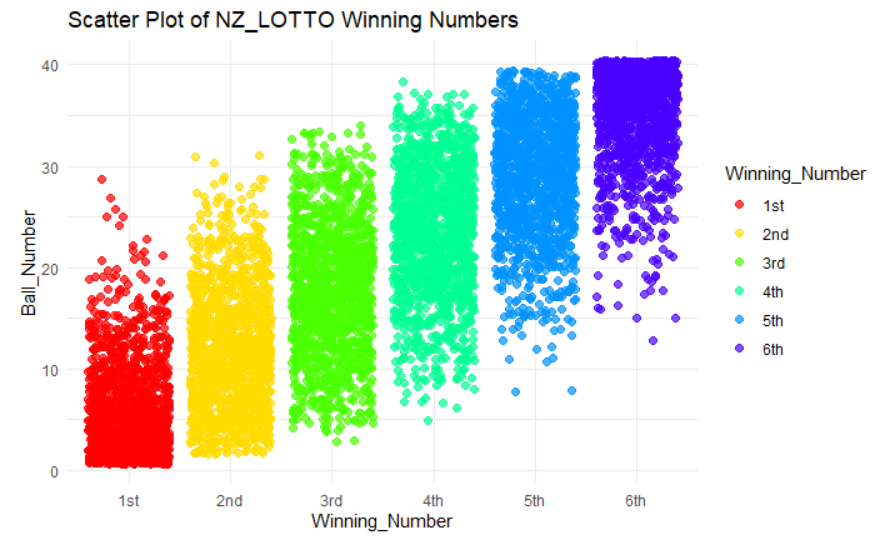 Scatter Plot of NZ_LOTTO Winning Numbers
Ball_Number
40
30
20
10
0
1st
2nd
3rd
4th
5th
6th
Winning_Number
Winning_Number
1st
2nd
3rd
4th
5th
6th